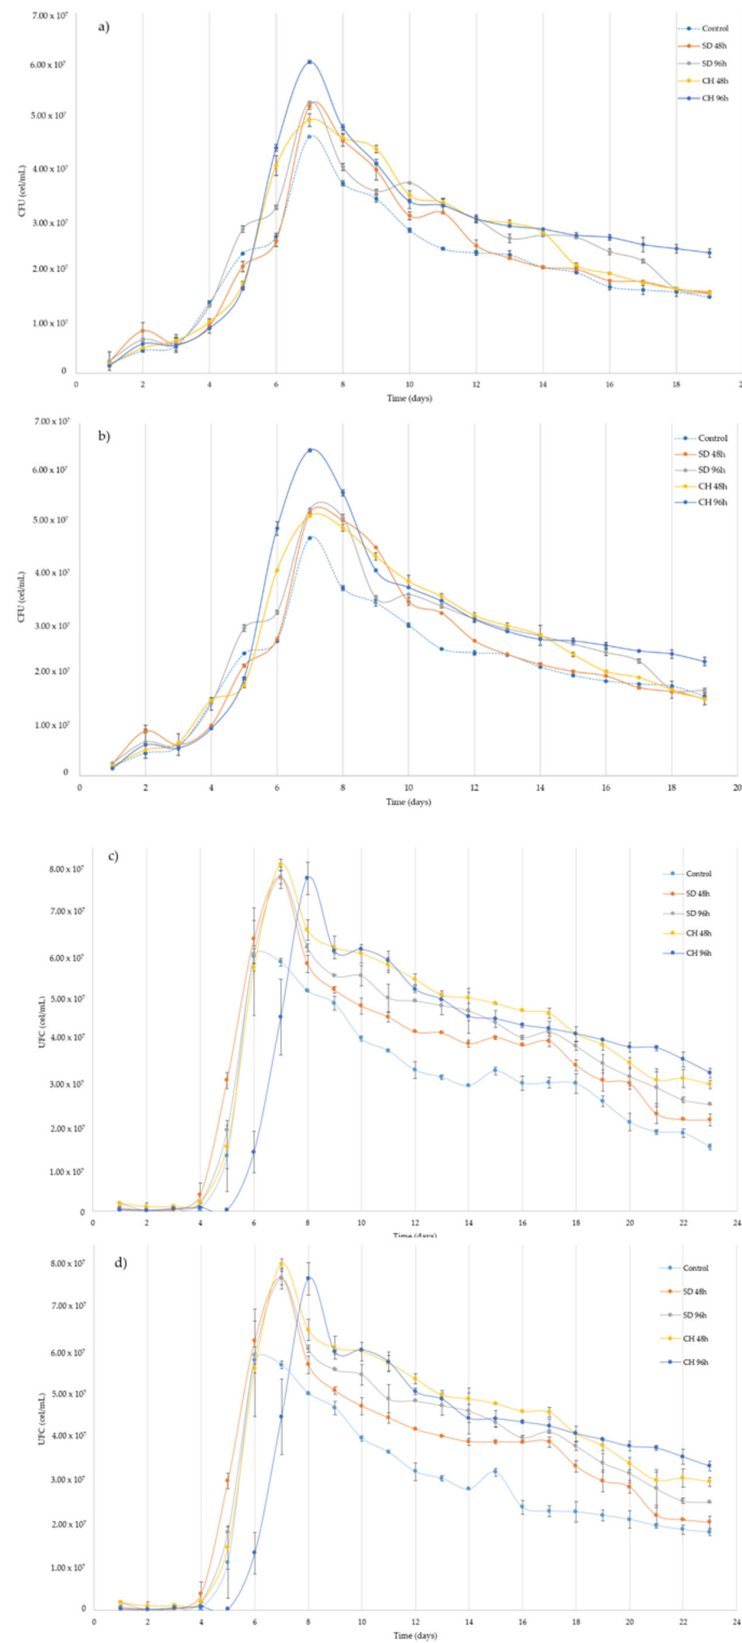 a)
7.00 x 10⁷
6.00 x 10⁷
5.00 x 10⁷
4.00 x 10⁷
3.00 x 10⁷
2.00 x 10⁷
1.00 x 10⁷
0
CFU (cel/mL)
0 2 4 6 8 10 12 14 16 18 2
Time (days)
Control
SD 48h
SD 96h
CH 48h
CH 96h
b)
7.00 x 10⁷
6.00 x 10⁷
5.00 x 10⁷
4.00 x 10⁷
3.00 x 10⁷
2.00 x 10⁷
1.00 x 10⁷
0
CFU (cel/mL)
0 2 4 6 8 10 12 14 16 18 20
Time (days)
Control
SD 48h
SD 96h
CH 48h
CH 96h
c)
8.00 x 10⁷
7.00 x 10⁷
6.00 x 10⁷
5.00 x 10⁷
4.00 x 10⁷
3.00 x 10⁷
2.00 x 10⁷
1.00 x 10⁷
0
UFC (cel/mL)
0 2 4 6 8 10 12 14 16 18 20 22 24
Time (days)
Control
SD 48h
SD 96h
CH 48h
CH 96h
d)
8.00 x 10⁷
7.00 x 10⁷
6.00 x 10⁷
5.00 x 10⁷
4.00 x 10⁷
3.00 x 10⁷
2.00 x 10⁷
1.00 x 10⁷
0
UFC (cel/mL)
0 2 4 6 8 10 12 14 16 18 20 22 24
Time (days)
Control
SD 48h
SD 96h
CH 48h
CH 96h